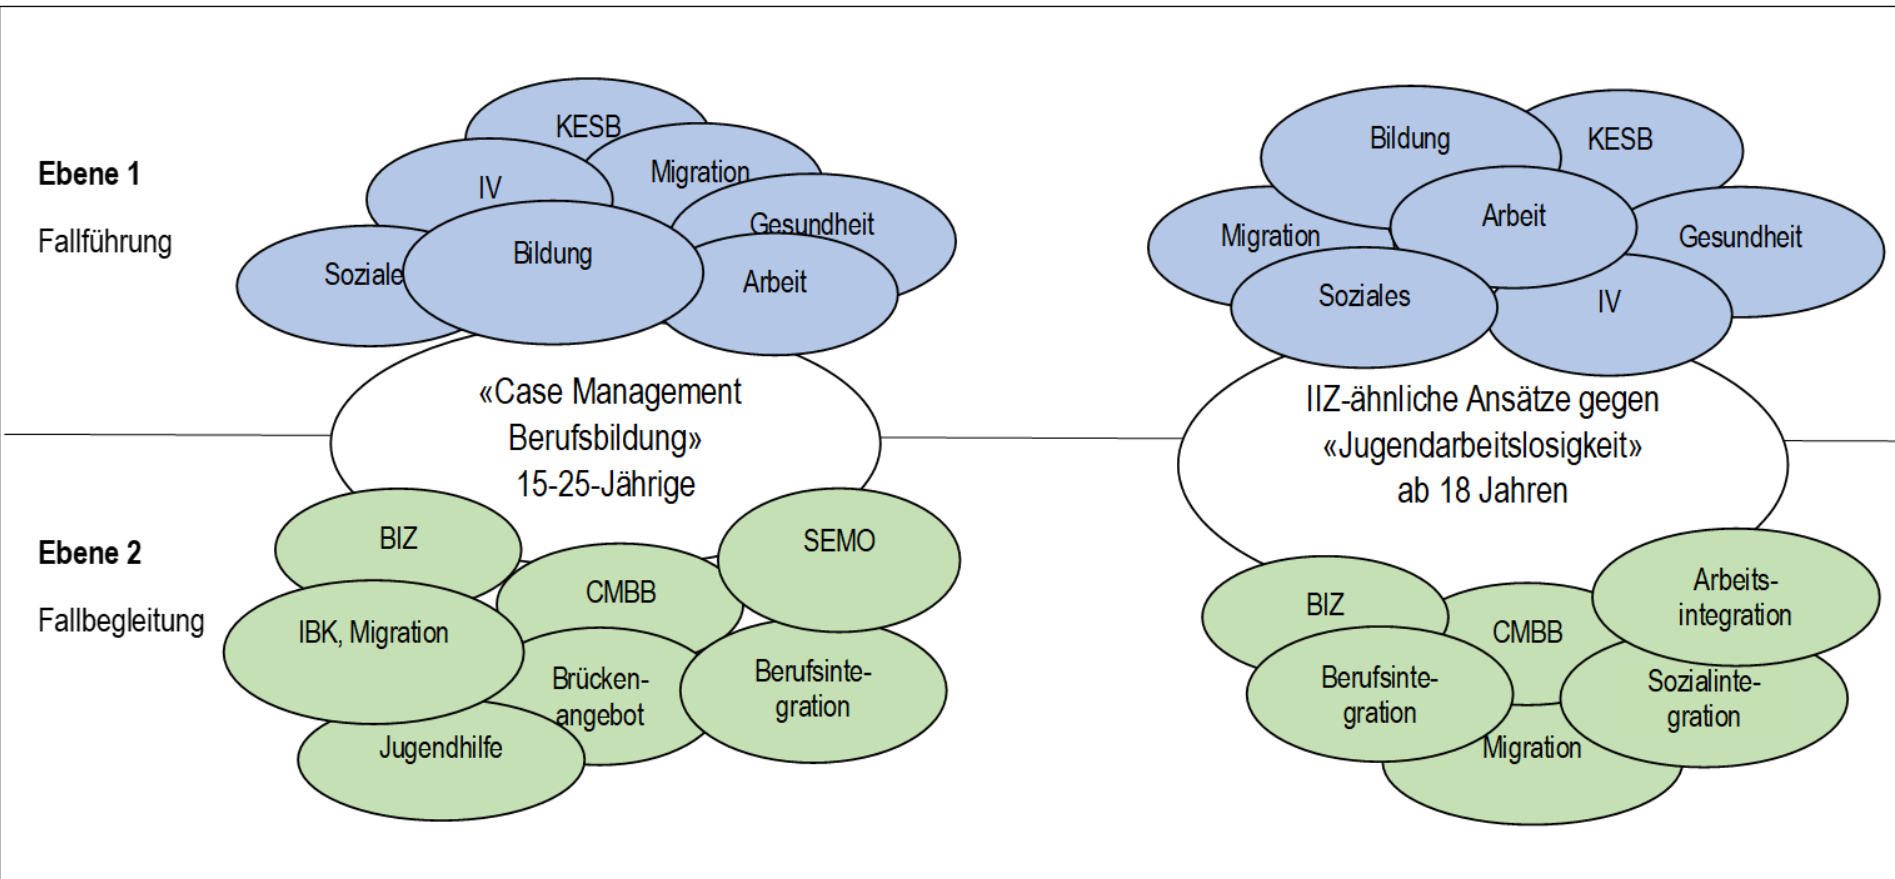 Ebene 1
Fallführung
KESB
IV
Migration
Gesundheit
Soziale
Bildung
Arbeit
«Case Management
Berufsbildung»
15-25-Jährige
Bildung
KESB
Arbeit
Migration
Gesundheit
Soziales
IV
IIZ-ähnliche Ansätze gegen
«Jugendarbeitslosigkeit»
ab 18 Jahren
Ebene 2
Fallbegleitung
BIZ
SEMO
CMBB
IBK, Migration
Brücken-
angebot
Berufsinte-
gration
Jugendhilfe
BIZ
CMBB
Arbeits-
integration
Berufsinte-
gration
Sozialinte-
gration
Migration